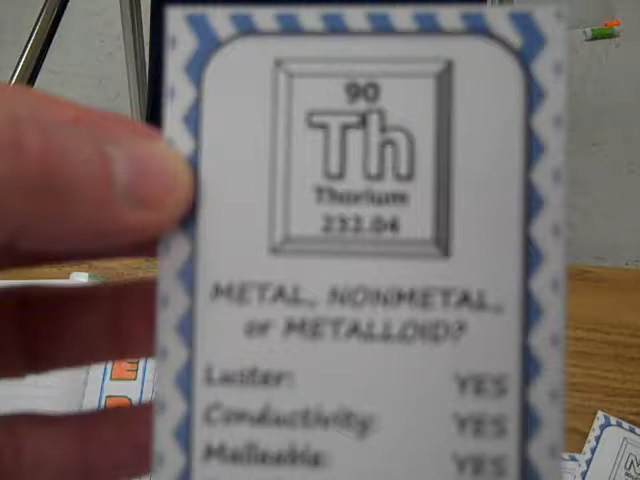 90
Th
Thorium
232.04
METAL, NONMETAL,
or METALLOID?
Luster: YES
Conductivity: YES
Malleable: YES